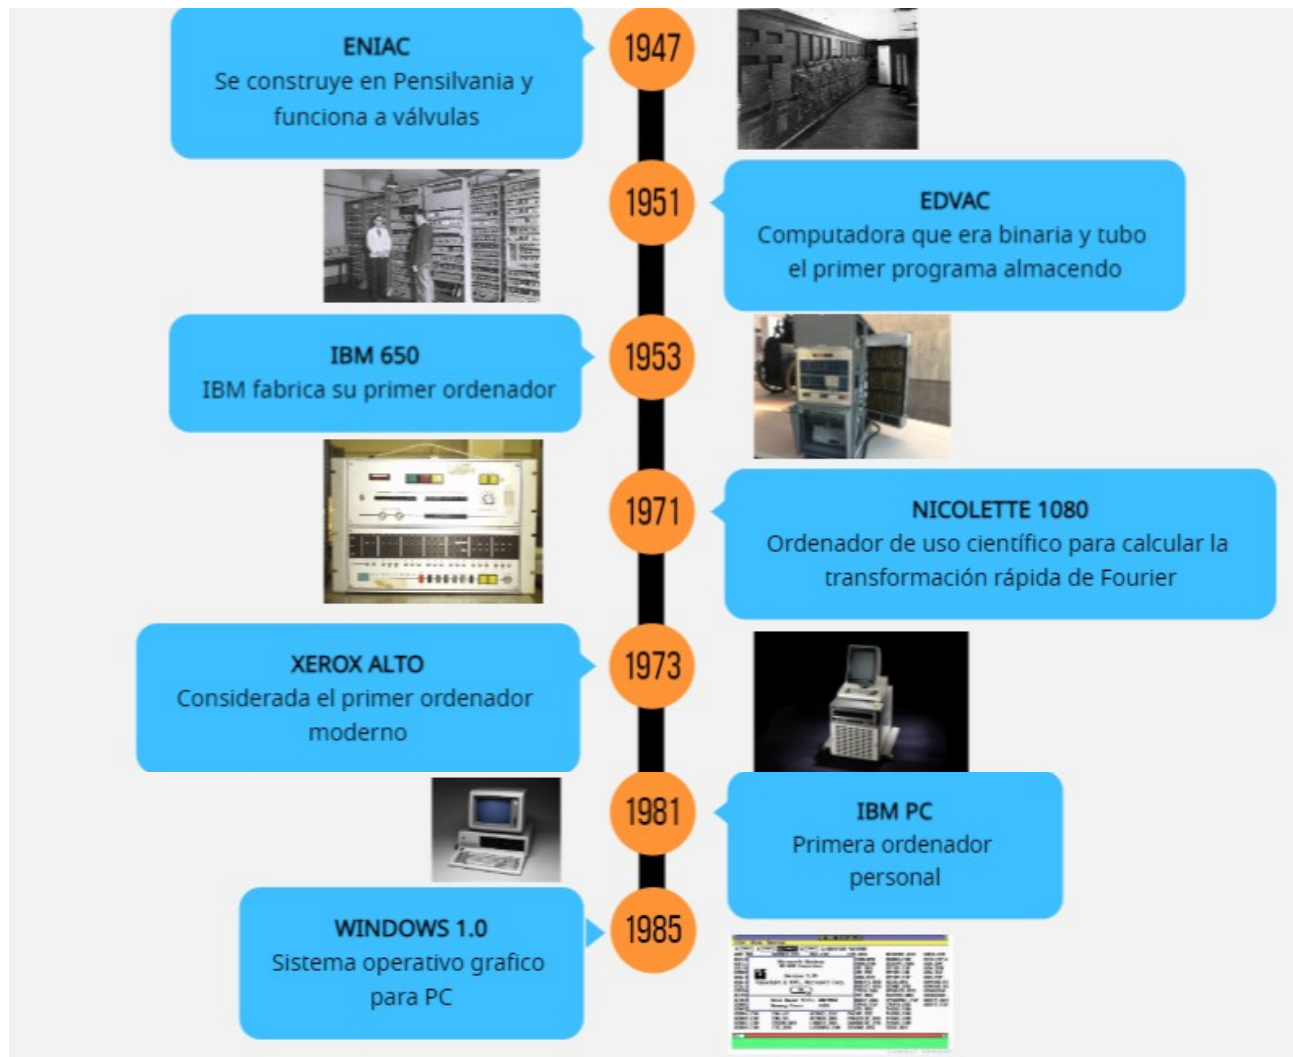 ENIAC
Se construye en Pensilvania y
funciona a válvulas
1947
1951
EDVAC
Computadora que era binaria y tubo
el primer programa almacendo
IBM 650
IBM fabrica su primer ordenador
1953
1971
NICOLETTE 1080
Ordenador de uso científico para calcular la
transformación rápida de Fourier
XEROX ALTO
Considerada el primer ordenador
moderno
1973
1981
IBM PC
Primera ordenador
personal
WINDOWS 1.0
Sistema operativo grafico
para PC
1985